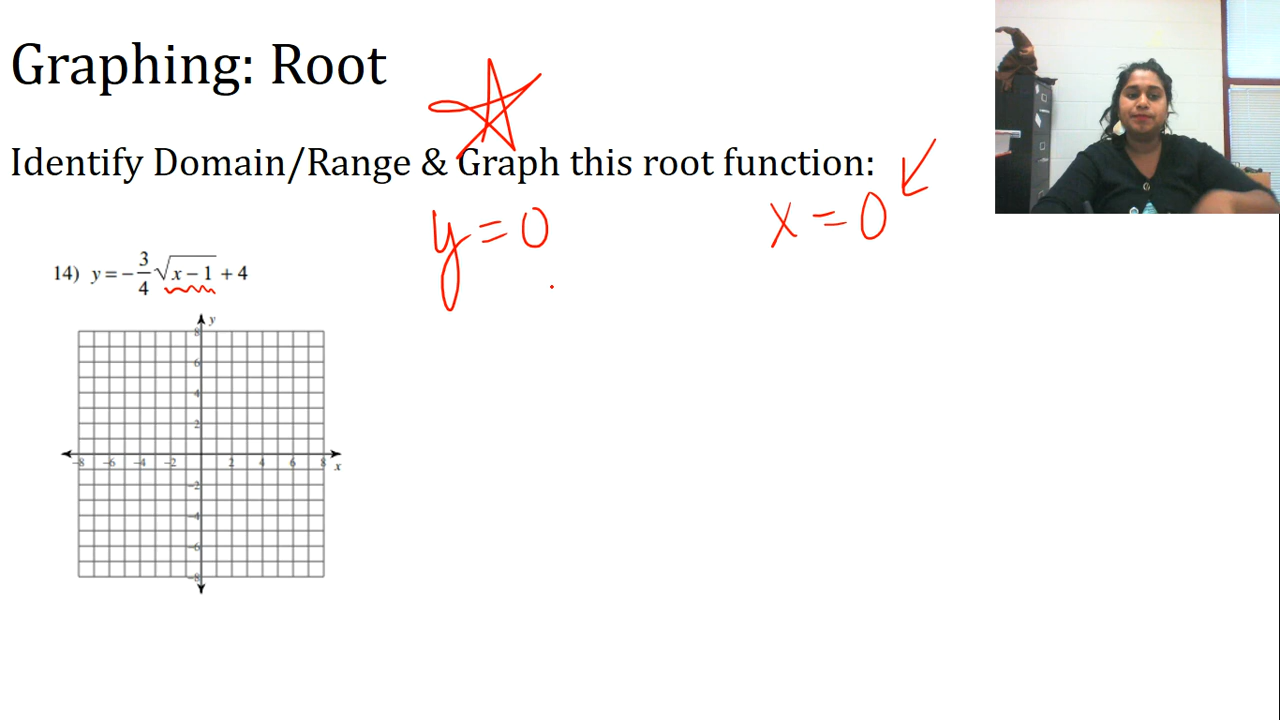 Graphing: Root
Identify Domain/Range & Graph this root function:
y = 0
x = 0
14) y = -3/4 √(x - 1) + 4
y
8
6
4
2
-8 -6 -4 -2 2 4 6 8 x
-2
-4
-6
-8